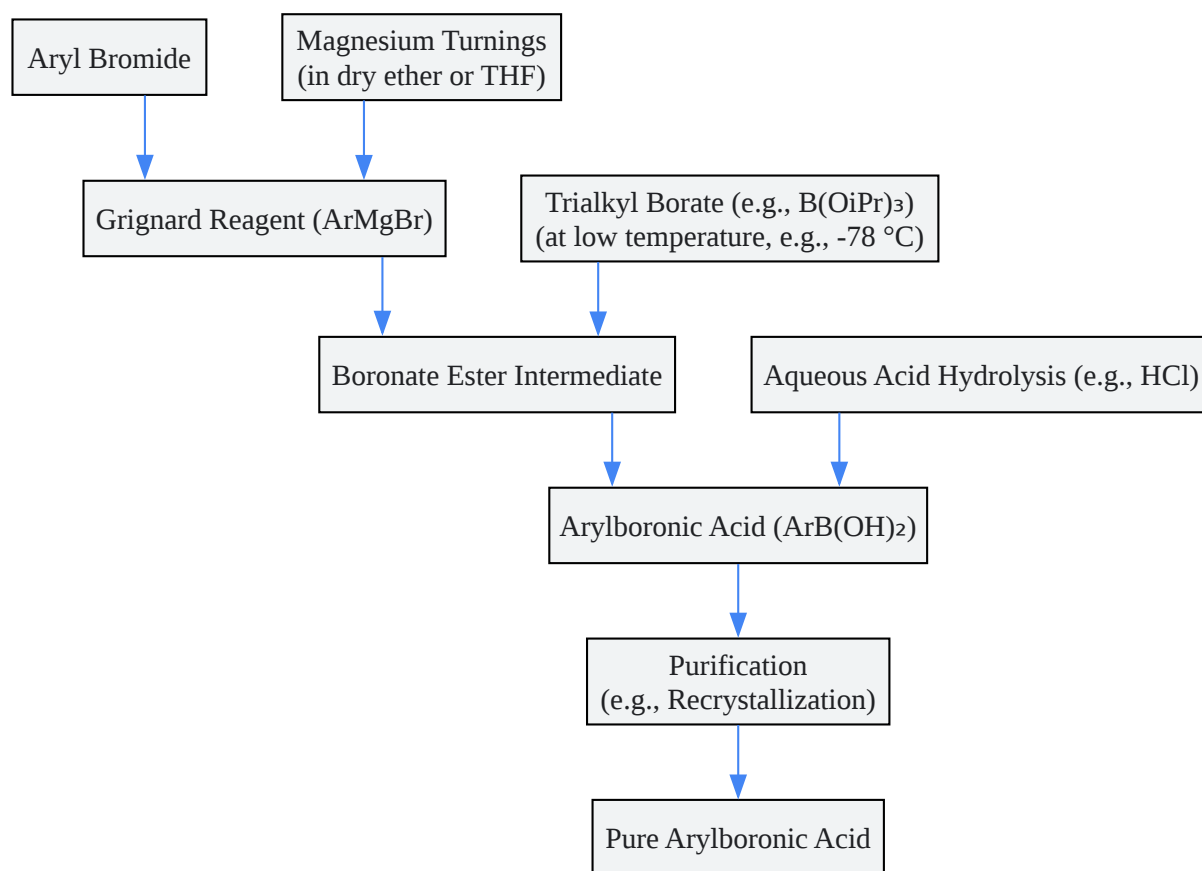 Aryl Bromide
Magnesium Turnings
(in dry ether or THF)
Grignard Reagent (ArMgBr)
Trialkyl Borate (e.g., B(OiPr)₃)
(at low temperature, e.g., -78 °C)
Boronate Ester Intermediate
Aqueous Acid Hydrolysis (e.g., HCl)
Arylboronic Acid (ArB(OH)₂)
Purification
(e.g., Recrystallization)
Pure Arylboronic Acid